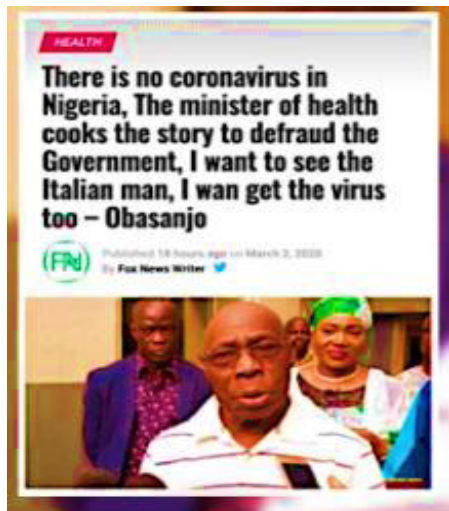 HEALTH
There is no coronavirus in
Nigeria, The minister of health
cooks the story to defraud the
Government, I want to see the
Italian man, I wan get the virus
too – Obasanjo
FN
Published 14 hours ago on March 2, 2020
By Fox News Writer